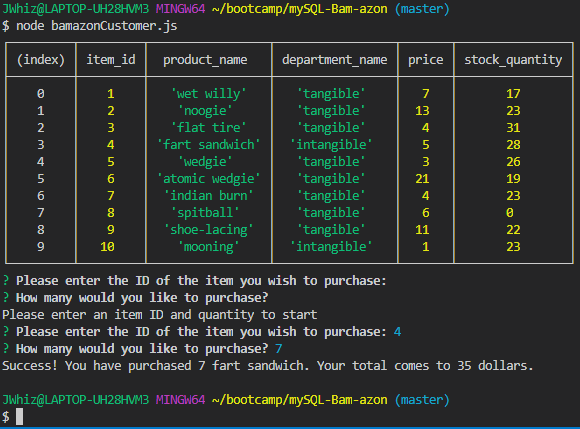 JWhiz@LAPTOP-UH28HVM3 MINGW64 ~/bootcamp/mySQL-Bam-azon (master)
$ node bamazonCustomer.js
(index) item_id product_name department_name price stock_quantity
0 1 'wet willy' 'tangible' 7 17
1 2 'noogie' 'tangible' 13 23
2 3 'flat tire' 'tangible' 4 31
3 4 'fart sandwich' 'intangible' 5 28
4 5 'wedgie' 'tangible' 3 26
5 6 'atomic wedgie' 'tangible' 21 19
6 7 'indian burn' 'tangible' 4 23
7 8 'spitball' 'tangible' 6 0
8 9 'shoe-lacing' 'tangible' 11 22
9 10 'mooning' 'intangible' 1 23
? Please enter the ID of the item you wish to purchase:
? How many would you like to purchase?
Please enter an item ID and quantity to start
? Please enter the ID of the item you wish to purchase: 4
? How many would you like to purchase? 7
Success! You have purchased 7 fart sandwich. Your total comes to 35 dollars.
JWhiz@LAPTOP-UH28HVM3 MINGW64 ~/bootcamp/mySQL-Bam-azon (master)
$